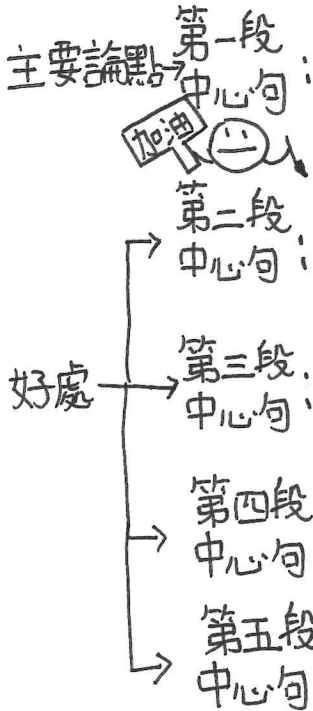 主要論點→第一段
中心句：
加油
第二段
中心句：
好處
第三段
中心句：
第四段
中心句
第五段
中心句